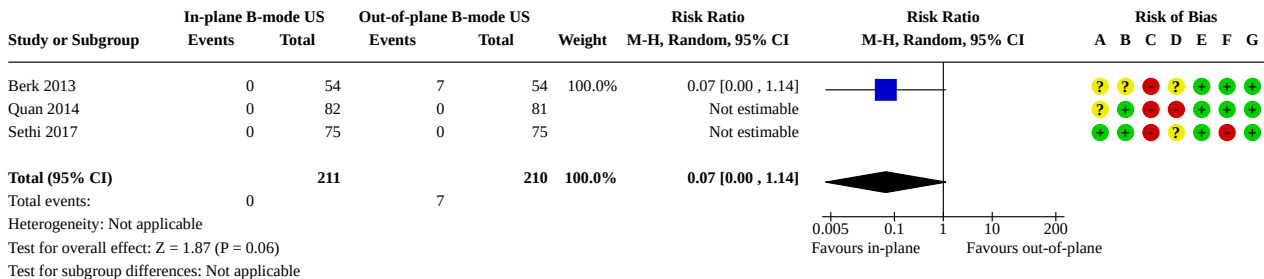 In-plane B-mode US Out-of-plane B-mode US Risk Ratio Risk Ratio Risk of Bias
Study or Subgroup Events Total Events Total Weight M-H, Random, 95% CI M-H, Random, 95% CI A B C D E F G
Berk 2013 0 54 7 54 100.0% 0.07 [0.00 , 1.14] ? ? - ? + + +
Quan 2014 0 82 0 81 Not estimable ? + - - + + +
Sethi 2017 0 75 0 75 Not estimable + + - ? + - +
Total (95% CI) 211 210 100.0% 0.07 [0.00 , 1.14]
Total events: 0 7
Heterogeneity: Not applicable
0.005 0.1 1 10 200
Test for overall effect: Z = 1.87 (P = 0.06) Favours in-plane Favours out-of-plane
Test for subgroup differences: Not applicable